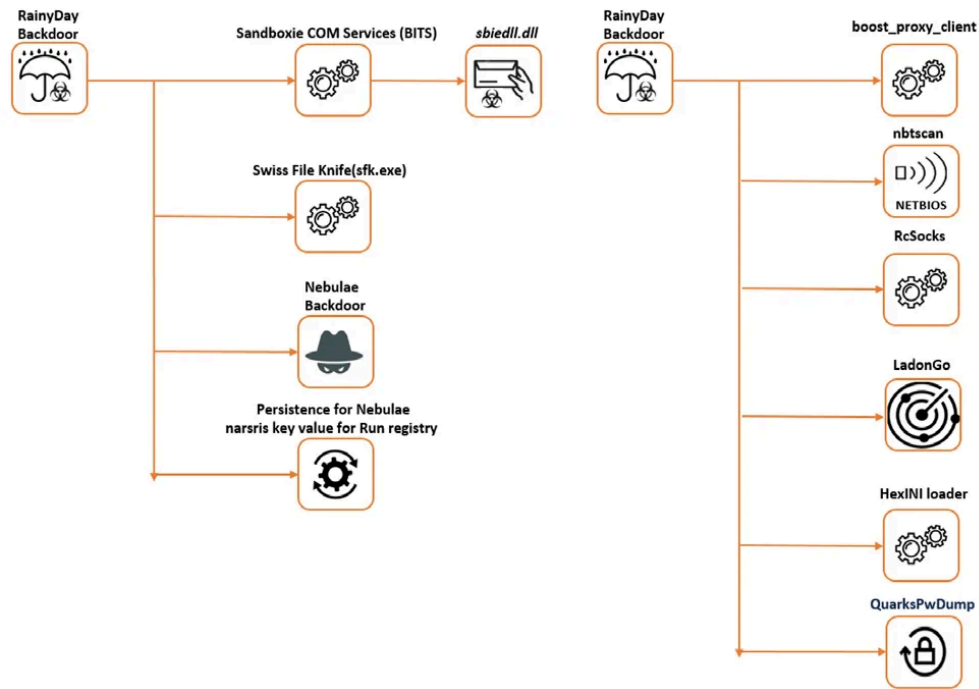 RainyDay
Backdoor
Sandboxie COM Services (BITS)
sbiedll.dll
Swiss File Knife(sfk.exe)
Nebulae
Backdoor
Persistence for Nebulae
narsris key value for Run registry
RainyDay
Backdoor
boost_proxy_client
nbtscan
NETBIOS
RcSocks
LadonGo
HexINI loader
QuarksPwDump